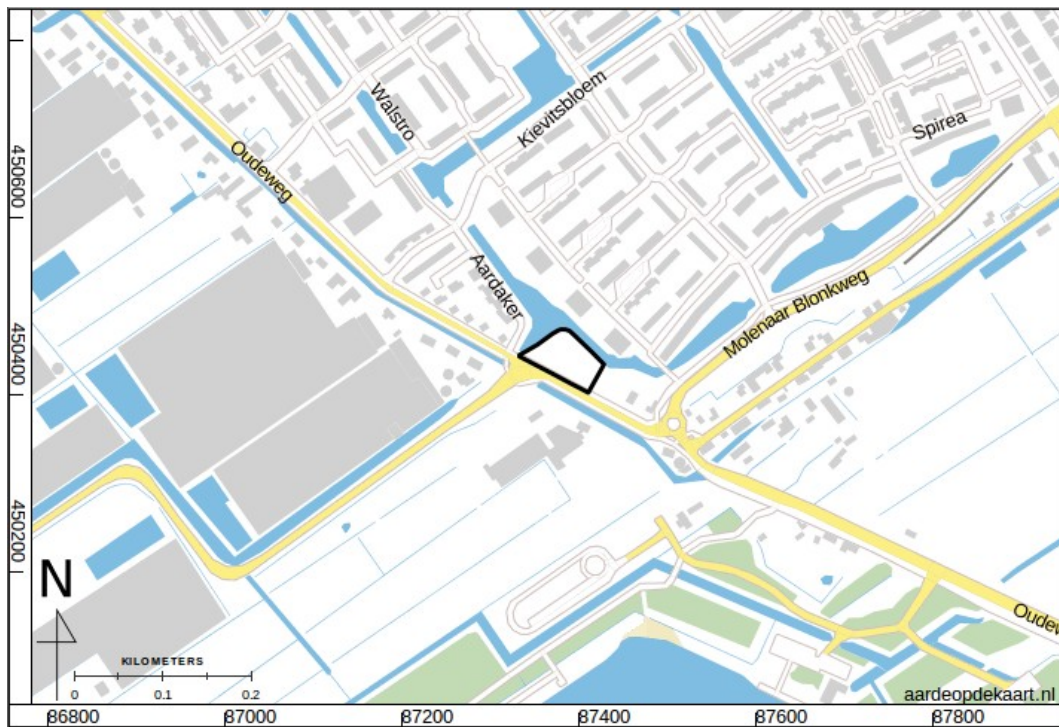 Walstro
Kievitsbloem
Spirea
Oudeweg
450600
Aardaker
Molenaar Blonkweg
450400
450200
N
KILOMETERS
0 0.1 0.2
Oudew
aardeopdekaart.nl
86800 87000 87200 87400 87600 87800